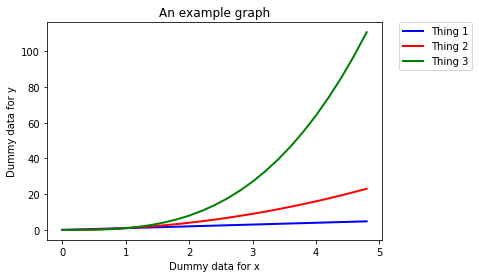 An example graph
Thing 1
Thing 2
Thing 3
Dummy data for y
100
80
60
40
20
0
0 1 2 3 4 5
Dummy data for x